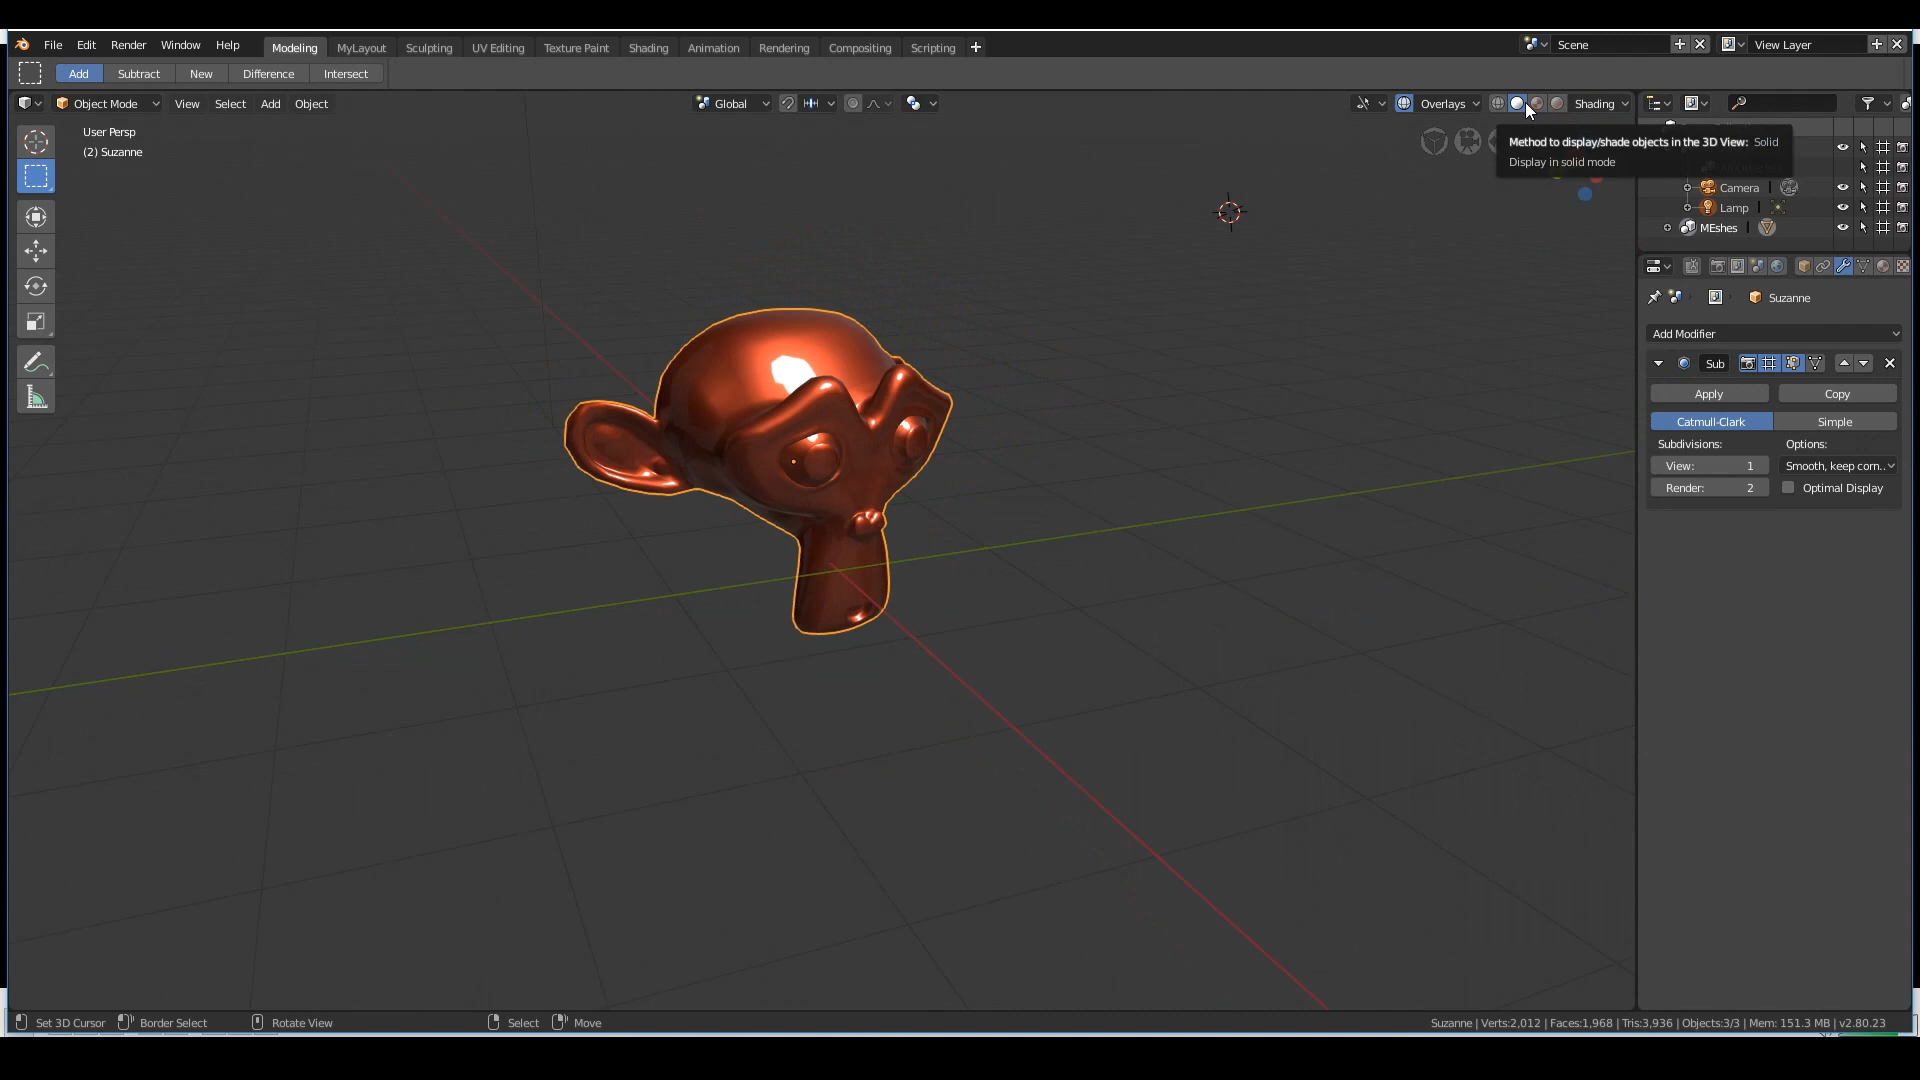 File Edit Render Window Help Modeling MyLayout Sculpting UV Editing Texture Paint Shading Animation Rendering Compositing Scripting Scene View Layer
Add Subtract New Difference Intersect
Object Mode View Select Add Object Global Overlays Shading
User Persp
(2) Suzanne
Method to display/shade objects in the 3D View: Solid
Display in solid mode
Camera
Lamp
MEshes
Suzanne
Add Modifier
Sub
Apply Copy
Catmull-Clark Simple
Subdivisions: Options:
View: 1 Smooth, keep corn..
Render: 2 Optimal Display
Set 3D Cursor Border Select Rotate View Select Move Suzanne | Verts:2,012 | Faces:1,968 | Tris:3,936 | Objects:3/3 | Mem: 151.3 MB | v2.80.23